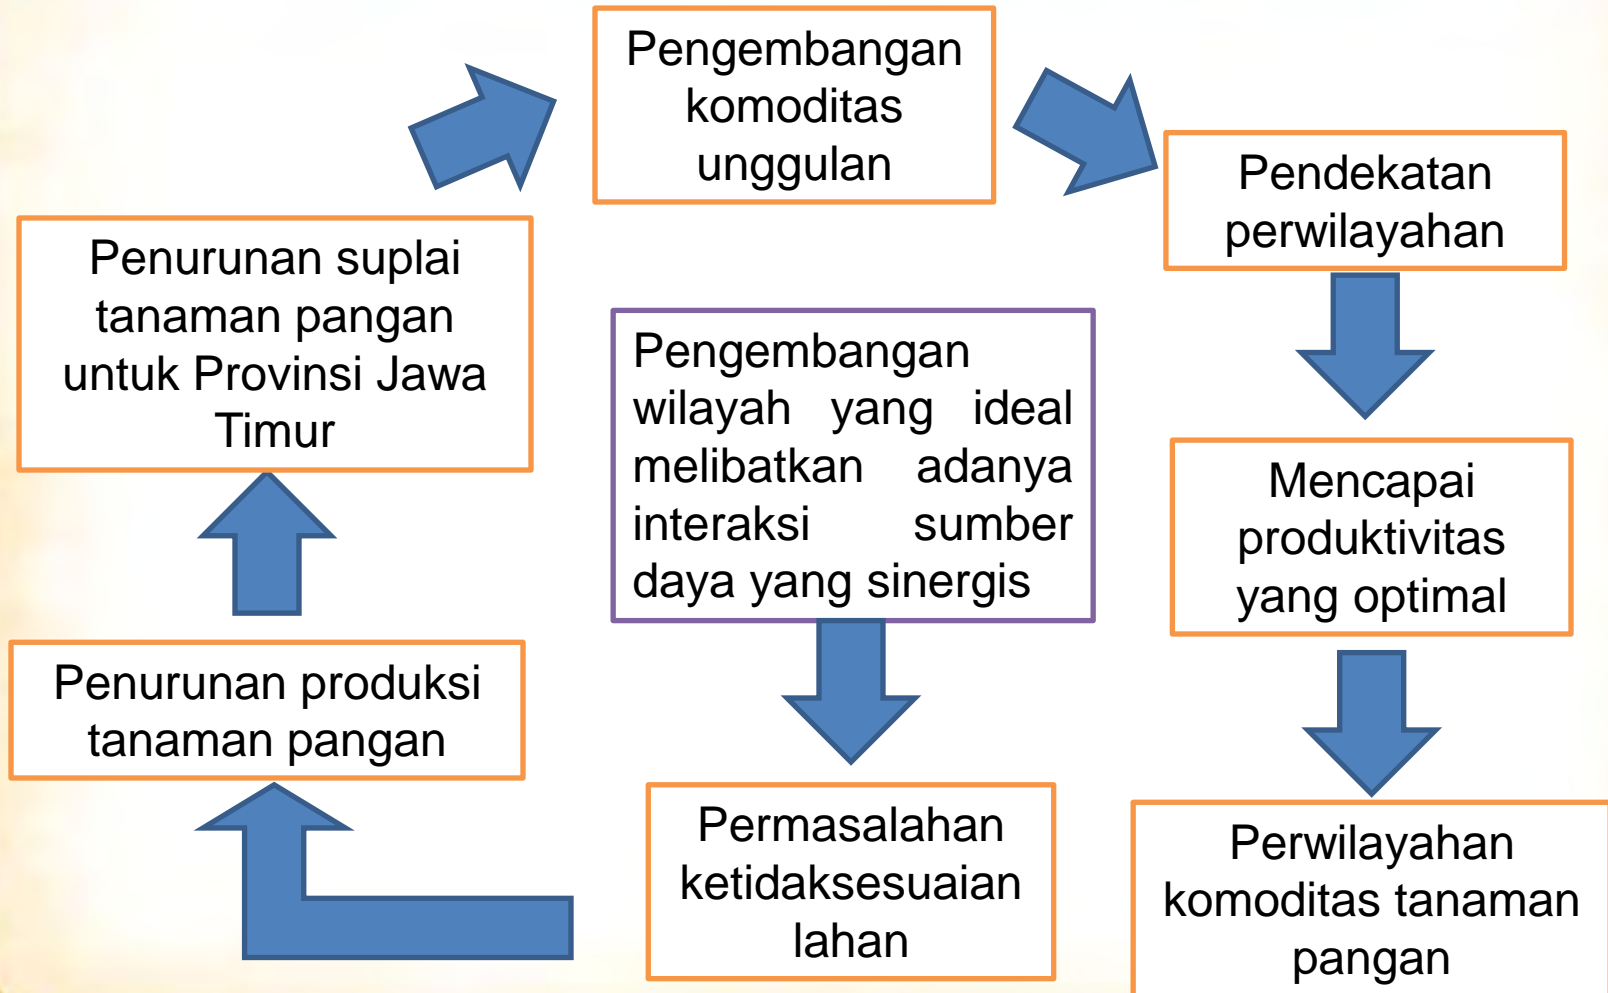 Pengembangan
komoditas
unggulan
Pendekatan
perwilayahan
Penurunan suplai
tanaman pangan
untuk Provinsi Jawa
Timur
Pengembangan
wilayah yang ideal
melibatkan adanya
interaksi sumber
daya yang sinergis
Mencapai
produktivitas
yang optimal
Penurunan produksi
tanaman pangan
Permasalahan
ketidaksesuaian
lahan
Perwilayahan
komoditas tanaman
pangan